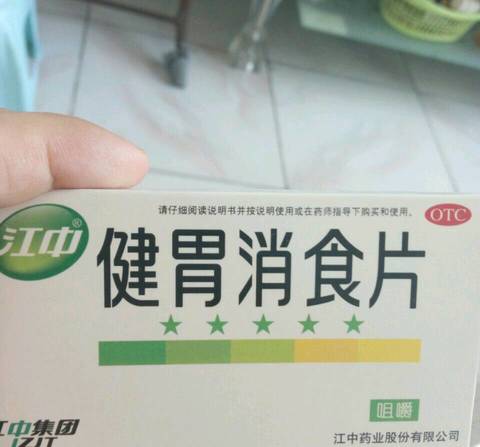 请仔细阅读说明书并按说明使用或在药师指导下购买和使用。
OTC
江中®
健胃消食片
咀嚼
江中集团
江中药业股份有限公司